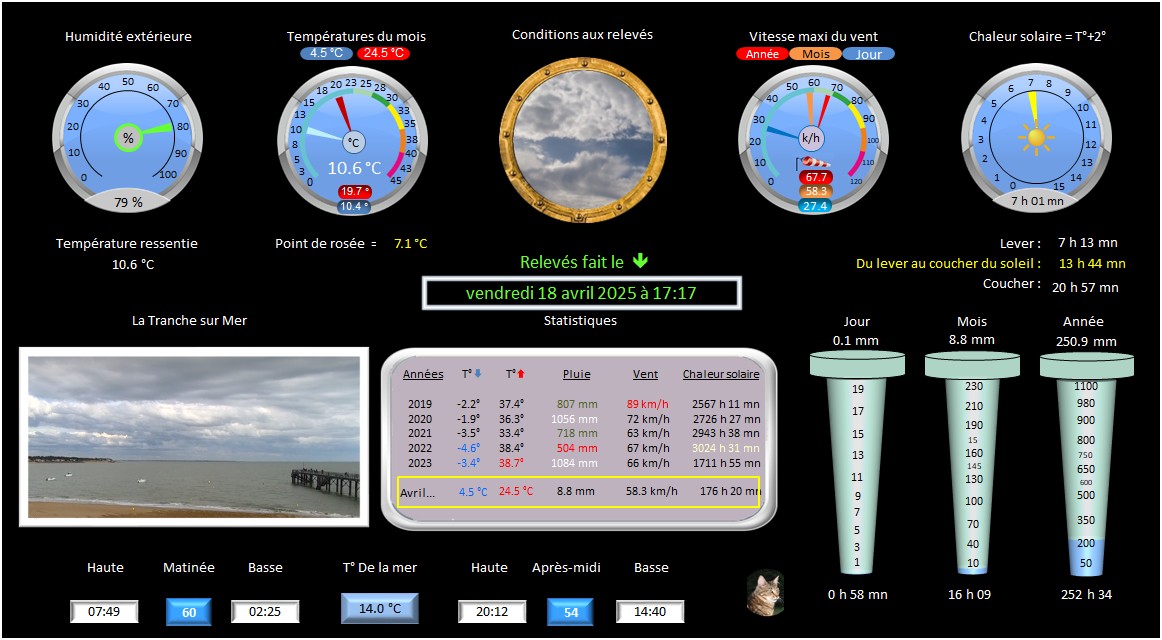 Humidité extérieure
40 50 60
30 70
20 80
10 90
0 100
%
79 %
Températures du mois
4.5 °C 24.5 °C
18 20 23 25 28
15 30
13 33
10 35
8 38
5 40
3 43
0 45
°C
10.6 °C
19.7 °
10.4 °
Conditions aux relevés
Vitesse maxi du vent
Année Mois Jour
50 60 70
40 80
30 90
20 100
10 110
0 120
k/h
67.7
58.3
27.4
Chaleur solaire = T°+2°
6 7 8
5 9
4 10
3 11
2 12
1 13
0 15 14
7 h 01 mn
Température ressentie
10.6 °C
Point de rosée = 7.1 °C
Relevés fait le
vendredi 18 avril 2025 à 17:17
Lever : 7 h 13 mn
Du lever au coucher du soleil : 13 h 44 mn
Coucher : 20 h 57 mn
La Tranche sur Mer
Statistiques
Années T° T° Pluie Vent Chaleur solaire
2019 -2.2° 37.4° 807 mm 89 km/h 2567 h 11 mn
2020 -1.9° 36.3° 1056 mm 72 km/h 2726 h 27 mn
2021 -3.5° 33.4° 718 mm 63 km/h 2943 h 38 mn
2022 -4.6° 38.4° 504 mm 67 km/h 3024 h 31 mn
2023 -3.4° 38.7° 1084 mm 66 km/h 1711 h 55 mn
Avril... 4.5 °C 24.5 °C 8.8 mm 58.3 km/h 176 h 20 mn
Jour
0.1 mm
19
17
15
13
11
9
7
5
3
1
0 h 58 mn
Mois
8.8 mm
230
210
190
15
160
145
130
100
70
40
10
16 h 09
Année
250.9 mm
1100
980
900
800
750
650
600
500
350
200
50
252 h 34
Haute Matinée Basse T° De la mer Haute Après-midi Basse
07:49 60 02:25 14.0 °C 20:12 54 14:40